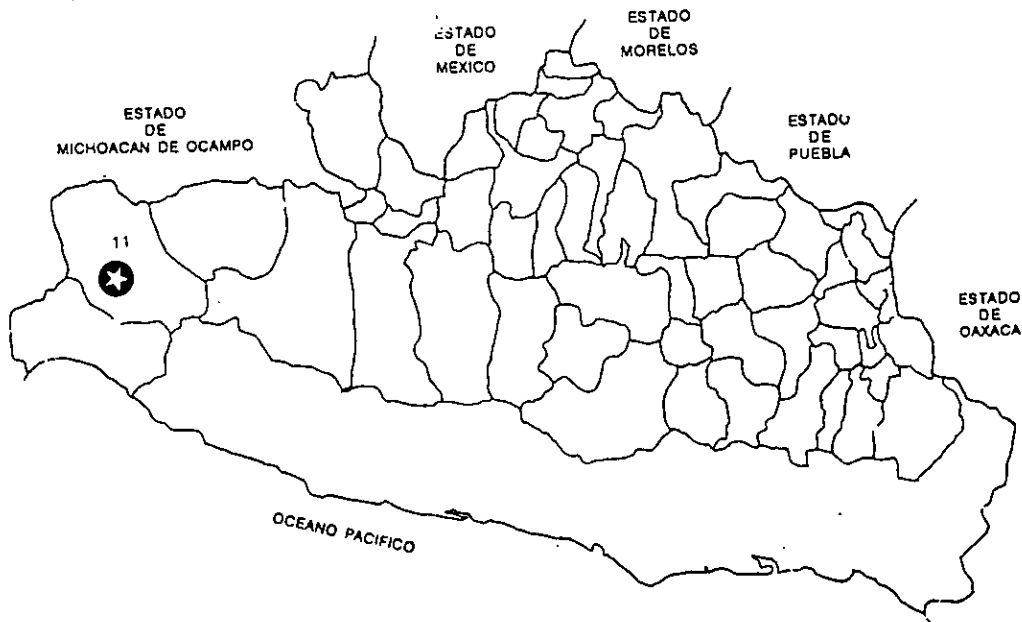 ESTADO
DE
MEXICO
ESTADO
DE
MORELOS
ESTADO
DE
MICHOACAN DE OCAMPO
ESTADO
DE
PUEBLA
11
ESTADO
DE
OAXACA
OCEANO PACIFICO